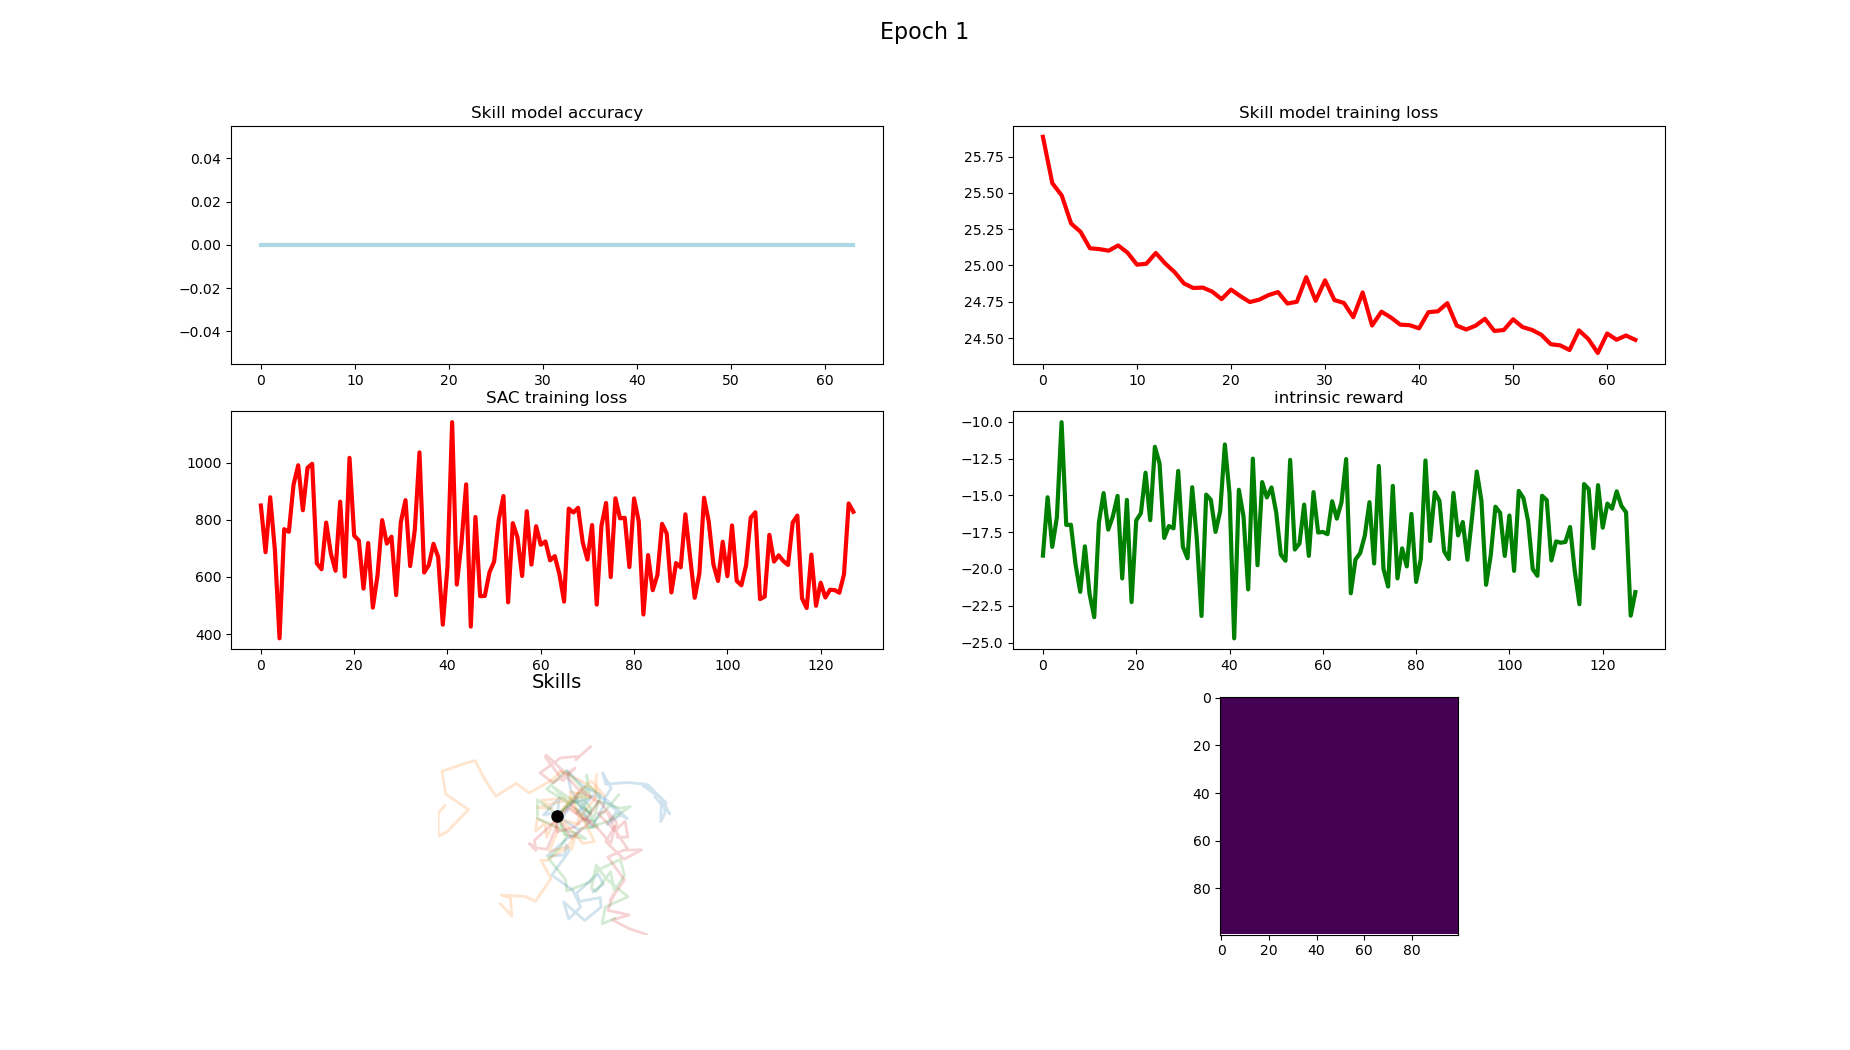 Epoch 1
Skill model accuracy
0.04
0.02
0.00
−0.02
−0.04
0 10 20 30 40 50 60
Skill model training loss
25.75
25.50
25.25
25.00
24.75
24.50
0 10 20 30 40 50 60
SAC training loss
1000
800
600
400
0 20 40 60 80 100 120
intrinsic reward
−10.0
−12.5
−15.0
−17.5
−20.0
−22.5
−25.0
0 20 40 60 80 100 120
Skills
0
20
40
60
80
0 20 40 60 80